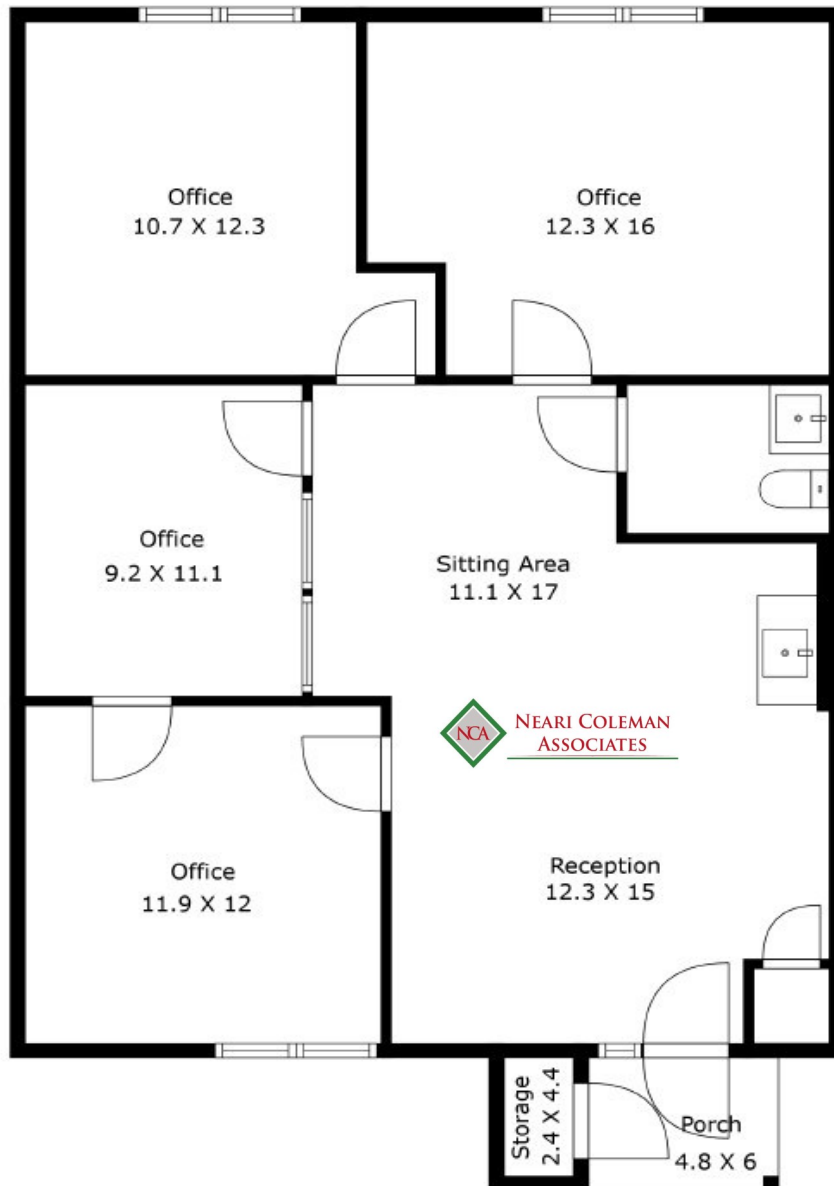 Office
10.7 X 12.3
Office
12.3 X 16
Office
9.2 X 11.1
Sitting Area
11.1 X 17
NCA
NEARI COLEMAN
ASSOCIATES
Office
11.9 X 12
Reception
12.3 X 15
Storage
2.4 X 4.4
Porch
4.8 X 6